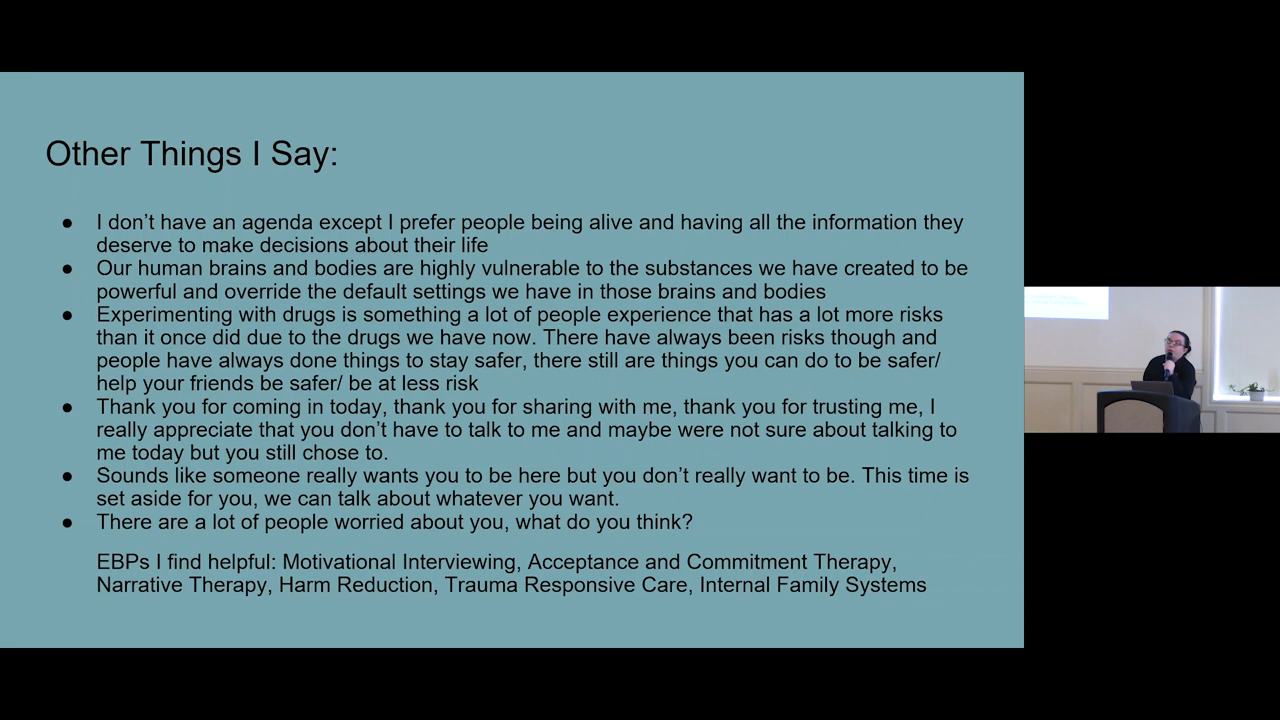 Other Things I Say:
● I don’t have an agenda except I prefer people being alive and having all the information they
deserve to make decisions about their life
● Our human brains and bodies are highly vulnerable to the substances we have created to be
powerful and override the default settings we have in those brains and bodies
● Experimenting with drugs is something a lot of people experience that has a lot more risks
than it once did due to the drugs we have now. There have always been risks though and
people have always done things to stay safer, there still are things you can do to be safer/
help your friends be safer/ be at less risk
● Thank you for coming in today, thank you for sharing with me, thank you for trusting me, I
really appreciate that you don’t have to talk to me and maybe were not sure about talking to
me today but you still chose to.
● Sounds like someone really wants you to be here but you don’t really want to be. This time is
set aside for you, we can talk about whatever you want.
● There are a lot of people worried about you, what do you think?
EBPs I find helpful: Motivational Interviewing, Acceptance and Commitment Therapy,
Narrative Therapy, Harm Reduction, Trauma Responsive Care, Internal Family Systems